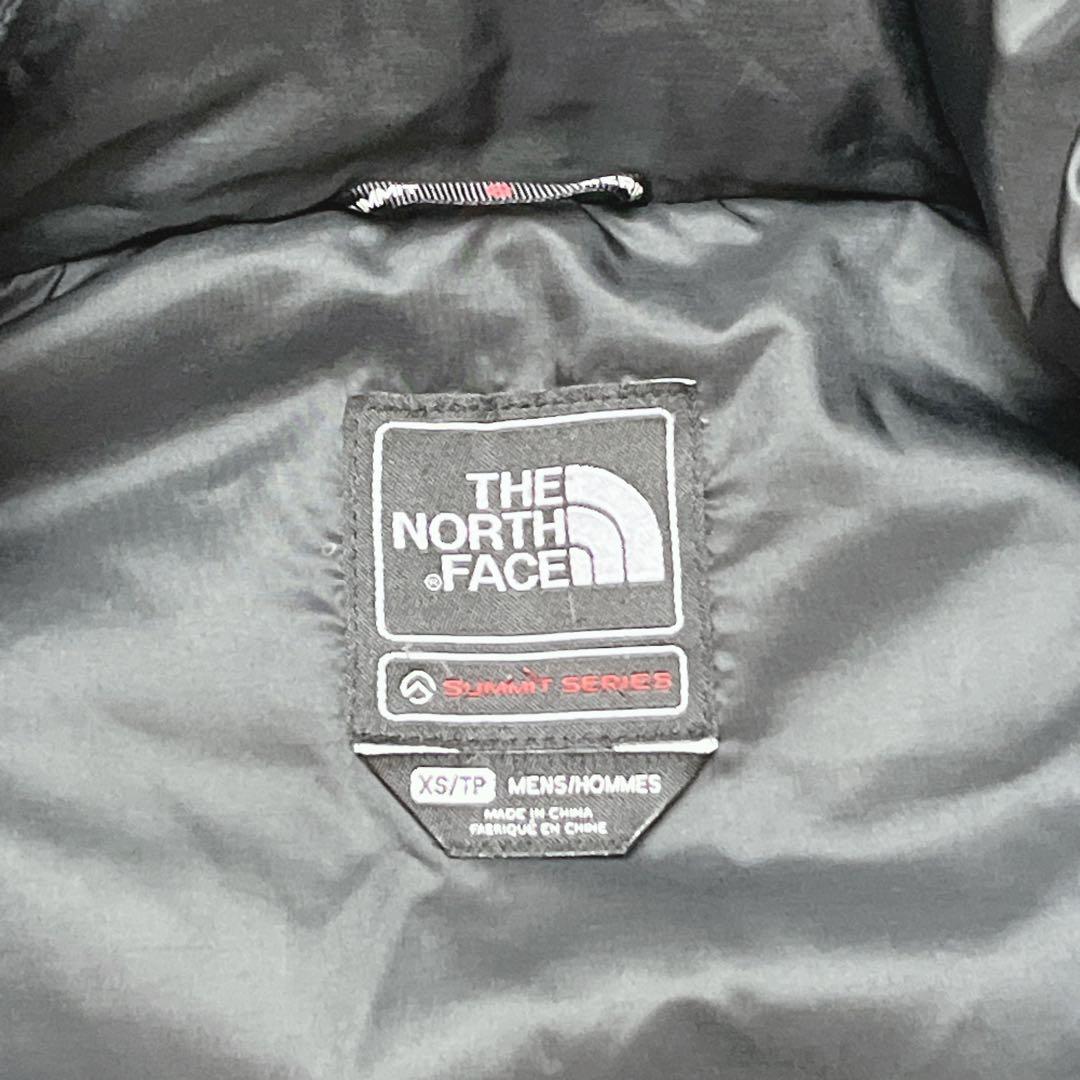 THE
NORTH
®FACE
SUMMIT SERIES
XS/TP MENS/HOMMES
MADE IN CHINA
FABRIQUÉ EN CHINE